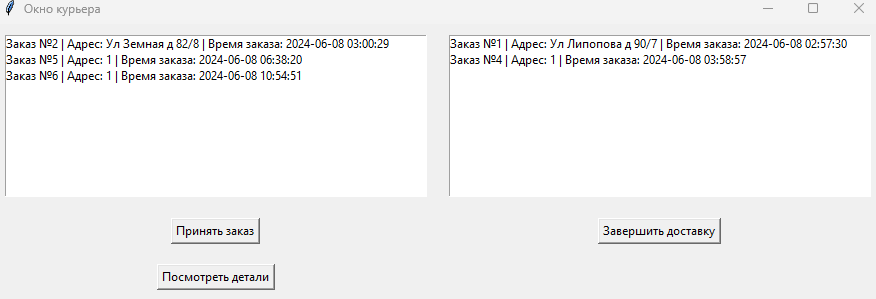 Окно курьера
Заказ №2 | Адрес: Ул Земная д 82/8 | Время заказа: 2024-06-08 03:00:29
Заказ №5 | Адрес: 1 | Время заказа: 2024-06-08 06:38:20
Заказ №6 | Адрес: 1 | Время заказа: 2024-06-08 10:54:51
Заказ №1 | Адрес: Ул Липопова д 90/7 | Время заказа: 2024-06-08 02:57:30
Заказ №4 | Адрес: 1 | Время заказа: 2024-06-08 03:58:57
Принять заказ
Завершить доставку
Посмотреть детали